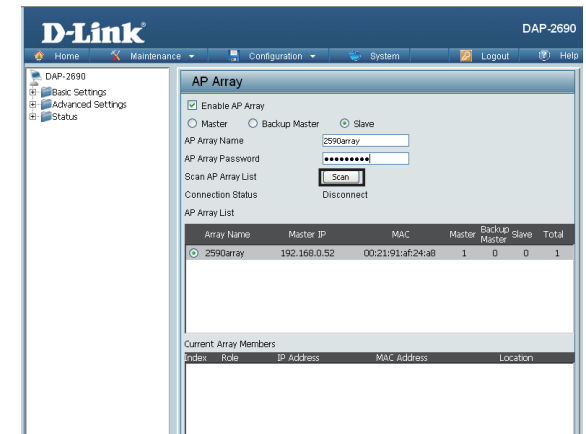 D-Link
DAP-2690
Home Maintenance Configuration System Logout Help
DAP-2690
Basic Settings
Advanced Settings
Status
AP Array
Enable AP Array
Master Backup Master Slave
AP Array Name 2590array
AP Array Password •••••••••
Scan AP Array List Scan
Connection Status Disconnect
AP Array List
Array Name Master IP MAC Master Backup Master Slave Total
2590array 192.168.0.52 00:21:91:af:24:a8 1 0 0 1
Current Array Members
Index Role IP Address MAC Address Location